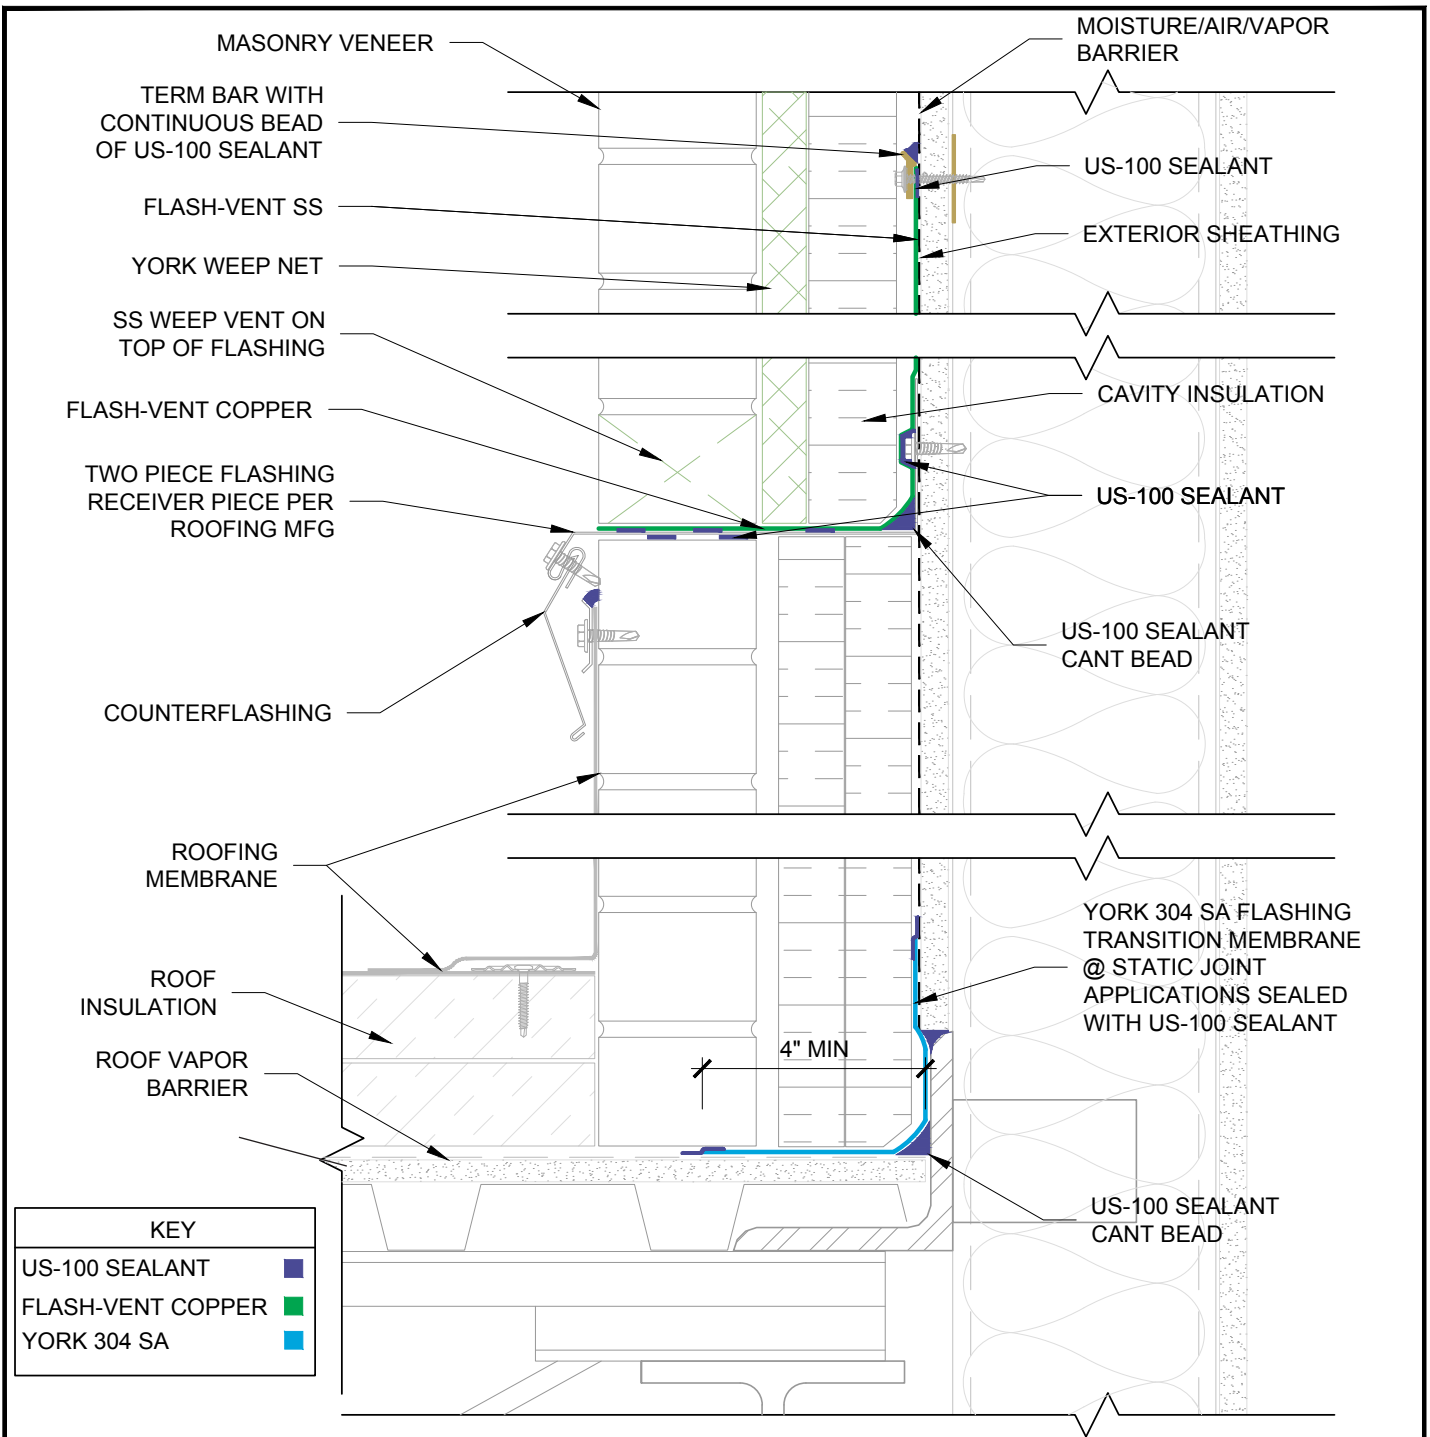 MASONRY VENEER
TERM BAR WITH
CONTINUOUS BEAD
OF US-100 SEALANT
FLASH-VENT SS
YORK WEEP NET
SS WEEP VENT ON
TOP OF FLASHING
FLASH-VENT COPPER
TWO PIECE FLASHING
RECEIVER PIECE PER
ROOFING MFG
COUNTERFLASHING
ROOFING
MEMBRANE
ROOF
INSULATION
ROOF VAPOR
BARRIER
MOISTURE/AIR/VAPOR
BARRIER
US-100 SEALANT
EXTERIOR SHEATHING
CAVITY INSULATION
US-100 SEALANT
US-100 SEALANT
CANT BEAD
YORK 304 SA FLASHING
TRANSITION MEMBRANE
@ STATIC JOINT
APPLICATIONS SEALED
WITH US-100 SEALANT
4" MIN
US-100 SEALANT
CANT BEAD
KEY
US-100 SEALANT
FLASH-VENT COPPER
YORK 304 SA